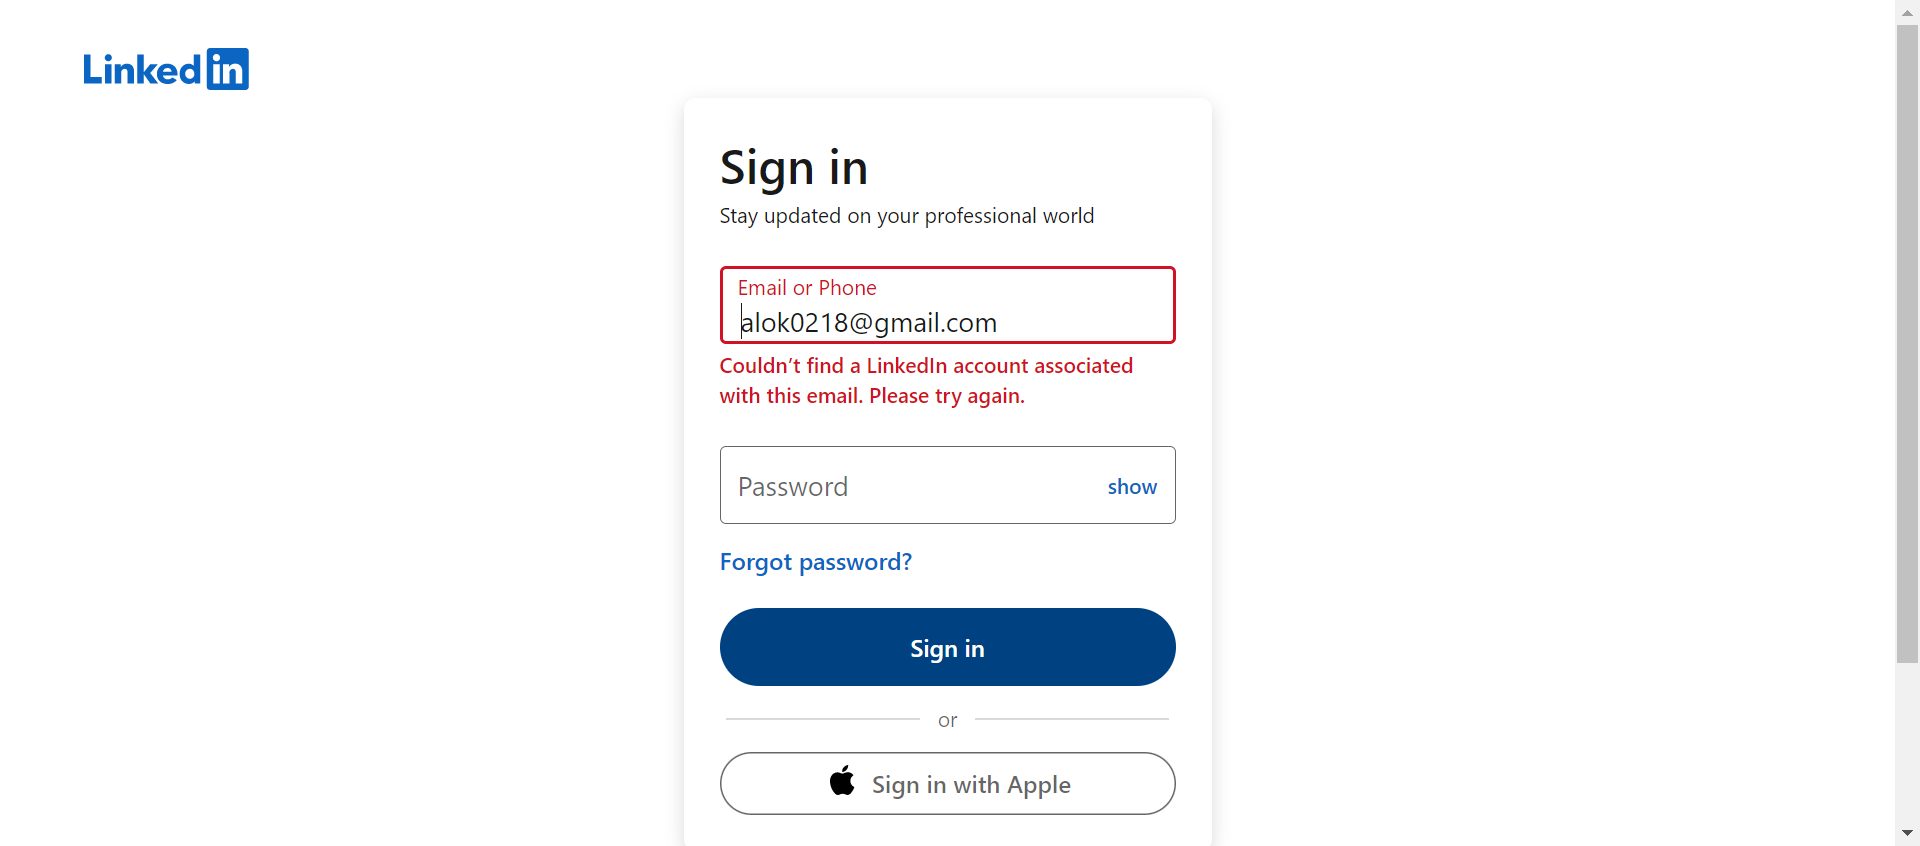 Linked in
Sign in
Stay updated on your professional world
Email or Phone
alok0218@gmail.com
Couldn’t find a LinkedIn account associated
with this email. Please try again.
Password show
Forgot password?
Sign in
or
Sign in with Apple